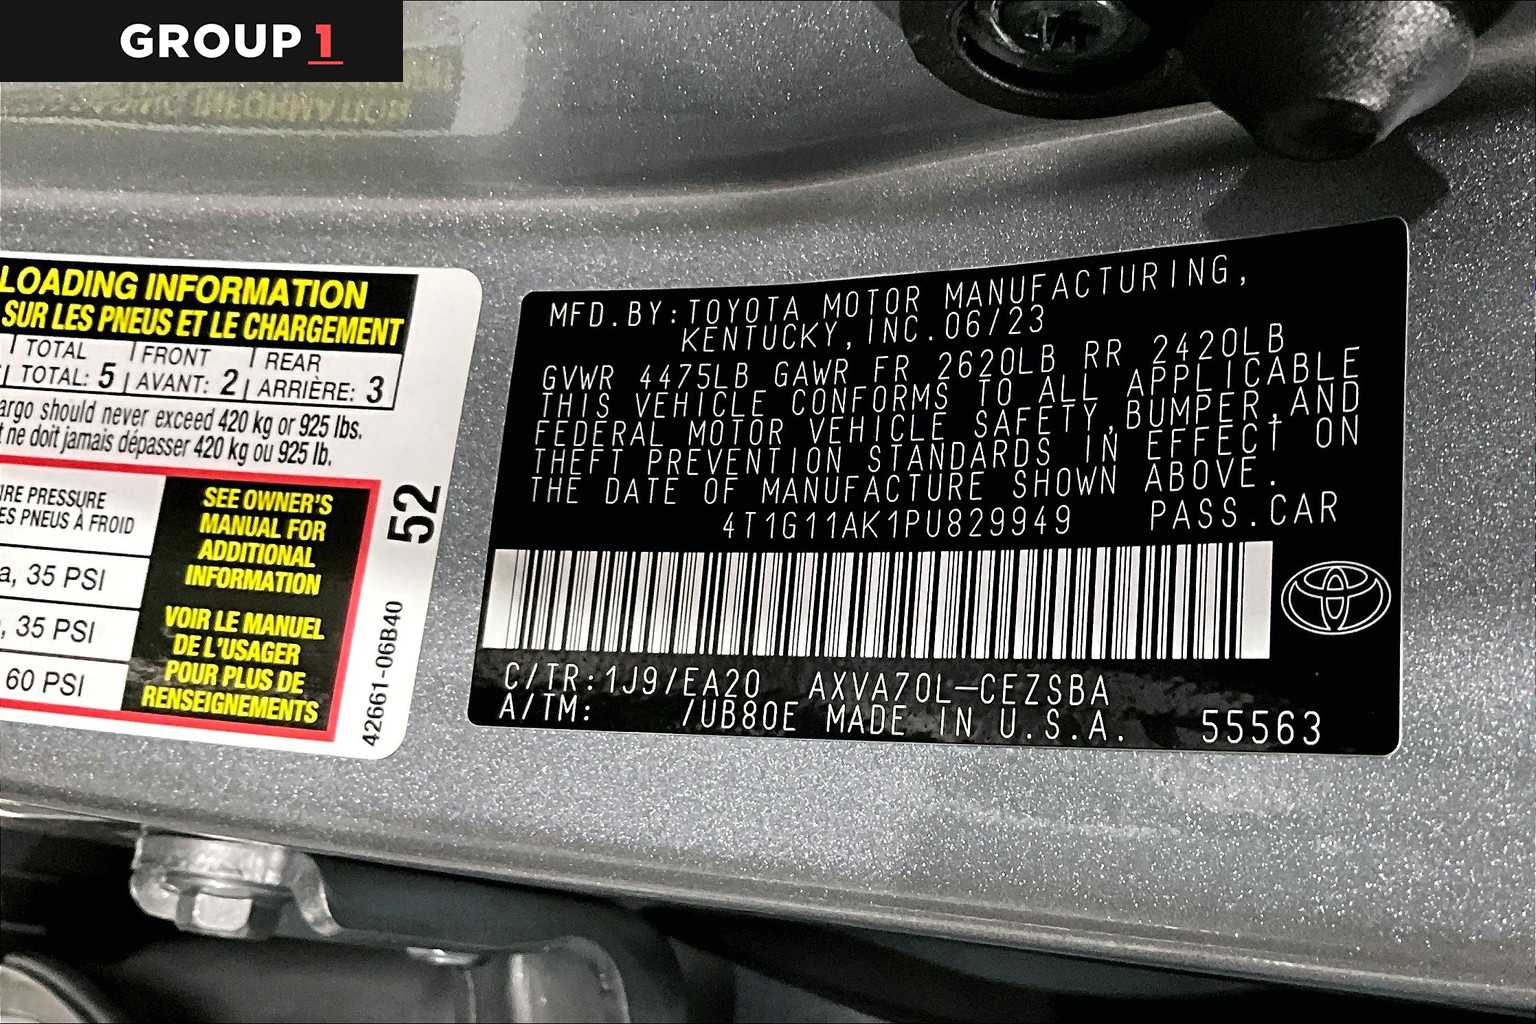 GROUP 1
LOADING INFORMATION
SUR LES PNEUS ET LE CHARGEMENT
TOTAL FRONT REAR
TOTAL: 5 AVANT: 2 ARRIÈRE: 3
should never exceed 420 kg or 925 lbs.
ne doit jamais dépasser 420 kg ou 925 lb.
PRESSURE
PNEUS À FROID
35 PSI
35 PSI
60 PSI
SEE OWNER'S
MANUAL FOR
ADDITIONAL
INFORMATION
VOIR LE MANUEL
DE L'USAGER
POUR PLUS DE
RENSEIGNEMENTS
52
42661-06B40
MFD.BY:TOYOTA MOTOR MANUFACTURING,
KENTUCKY,INC.06/23
GVWR 4475LB GAWR FR 2620LB RR 2420LB
THIS VEHICLE CONFORMS TO ALL APPLICABLE
FEDERAL MOTOR VEHICLE SAFETY,BUMPER,AND
THEFT PREVENTION STANDARDS IN EFFECT ON
THE DATE OF MANUFACTURE SHOWN ABOVE.
4T1G11AK1PU829949 PASS.CAR
C/TR:1J9/EA20 AXVA70L-CEZSBA
A/TM: /UB80E MADE IN U.S.A. 55563